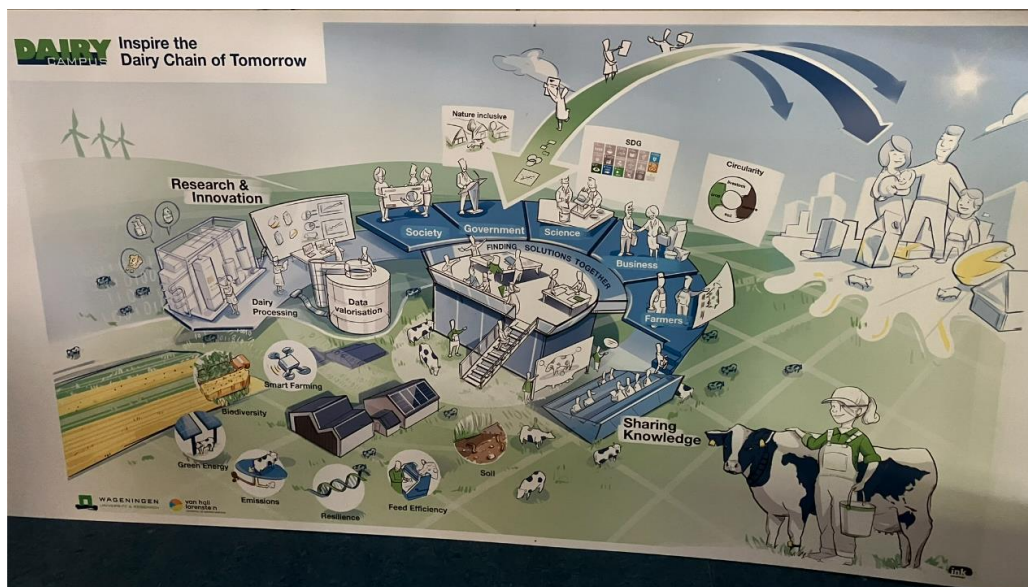 DAIRY
CAMPUS
Inspire the
Dairy Chain of Tomorrow
Nature inclusive
SDG
Circularity
Research &
Innovation
Society
Government
Science
Business
Farmers
FINDING SOLUTIONS TOGETHER
Dairy
Processing
Data
valorisation
Smart Farming
Biodiversity
Green Energy
Emissions
Resilience
Feed Efficiency
Soil
Sharing
Knowledge
WAGENINGEN
van hall
larenstein
ink